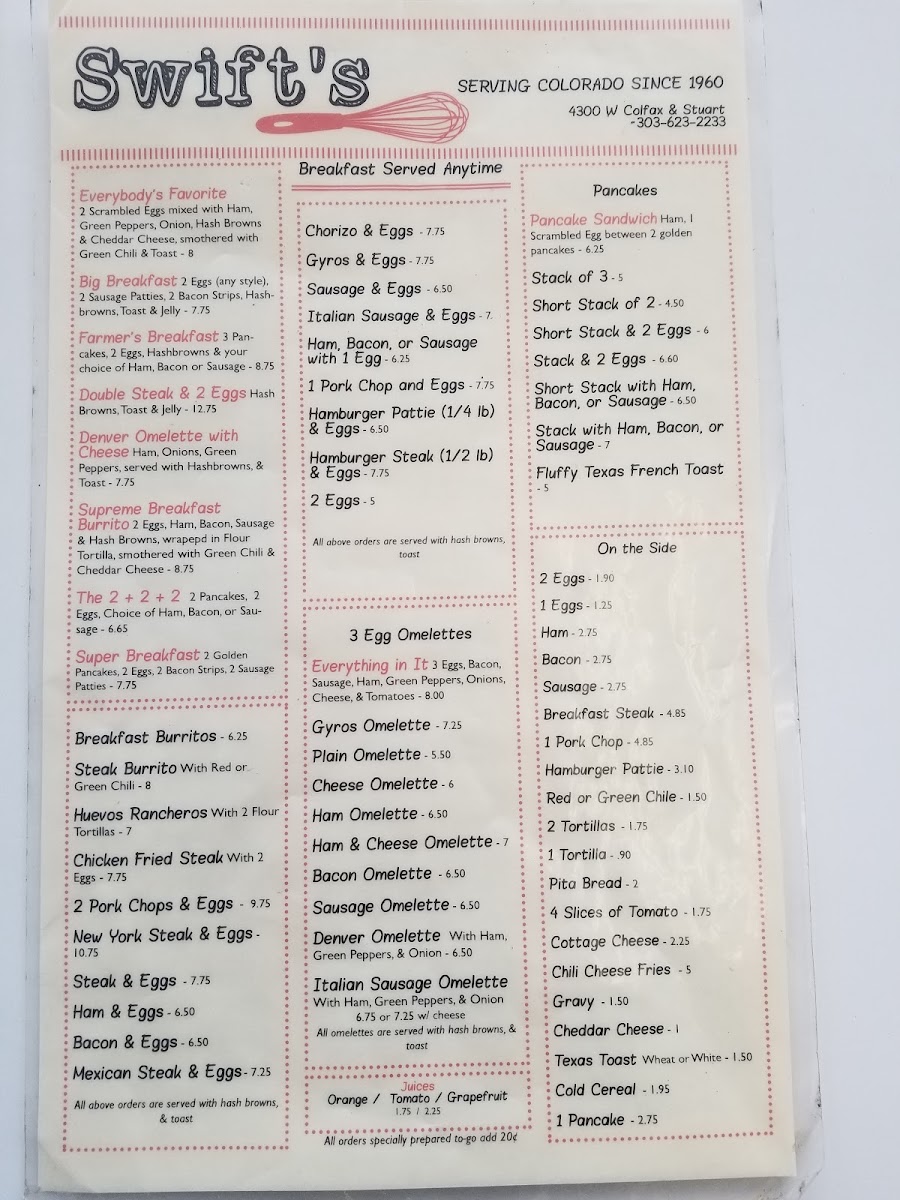 Swift's
SERVING COLORADO SINCE 1960
4300 W Colfax & Stuart
-303-623-2233
Everybody's Favorite
2 Scrambled Eggs mixed with Ham,
Green Peppers, Onion, Hash Browns
& Cheddar Cheese, smothered with
Green Chili & Toast - 8
Big Breakfast 2 Eggs (any style),
2 Sausage Patties, 2 Bacon Strips, Hash-
browns, Toast & Jelly - 7.75
Farmer's Breakfast 3 Pan-
cakes, 2 Eggs, Hashbrowns & your
choice of Ham, Bacon or Sausage - 8.75
Double Steak & 2 Eggs Hash
Browns, Toast & Jelly - 12.75
Denver Omelette with
Cheese Ham, Onions, Green
Peppers, served with Hashbrowns, &
Toast - 7.75
Supreme Breakfast
Burrito 2 Eggs, Ham, Bacon, Sausage
& Hash Browns, wrapepd in Flour
Tortilla, smothered with Green Chili &
Cheddar Cheese - 8.75
The 2 + 2 + 2 2 Pancakes, 2
Eggs, Choice of Ham, Bacon, or Sau-
sage - 6.65
Super Breakfast 2 Golden
Pancakes, 2 Eggs, 2 Bacon Strips, 2 Sausage
Patties - 7.75
Breakfast Burritos - 6.25
Steak Burrito With Red or
Green Chili - 8
Huevos Rancheros With 2 Flour
Tortillas - 7
Chicken Fried Steak With 2
Eggs - 7.75
2 Pork Chops & Eggs - 9.75
New York Steak & Eggs -
10.75
Steak & Eggs - 7.75
Ham & Eggs - 6.50
Bacon & Eggs - 6.50
Mexican Steak & Eggs - 7.25
All above orders are served with hash browns,
& toast
Breakfast Served Anytime
Chorizo & Eggs - 7.75
Gyros & Eggs - 7.75
Sausage & Eggs - 6.50
Italian Sausage & Eggs - 7.
Ham, Bacon, or Sausage
with 1 Egg - 6.25
1 Pork Chop and Eggs - 7.75
Hamburger Pattie (1/4 lb)
& Eggs - 6.50
Hamburger Steak (1/2 lb)
& Eggs - 7.75
2 Eggs - 5
All above orders are served with hash browns,
toast
3 Egg Omelettes
Everything in It 3 Eggs, Bacon,
Sausage, Ham, Green Peppers, Onions,
Cheese, & Tomatoes - 8.00
Gyros Omelette - 7.25
Plain Omelette - 5.50
Cheese Omelette - 6
Ham Omelette - 6.50
Ham & Cheese Omelette - 7
Bacon Omelette - 6.50
Sausage Omelette - 6.50
Denver Omelette With Ham,
Green Peppers, & Onion - 6.50
Italian Sausage Omelette
With Ham, Green Peppers, & Onion
6.75 or 7.25 w/ cheese
All omelettes are served with hash browns, &
toast
Juices
Orange / Tomato / Grapefruit
1.75 / 2.25
All orders specially prepared to-go add 20¢
Pancakes
Pancake Sandwich Ham, 1
Scrambled Egg between 2 golden
pancakes - 6.25
Stack of 3 - 5
Short Stack of 2 - 4.50
Short Stack & 2 Eggs - 6
Stack & 2 Eggs - 6.60
Short Stack with Ham,
Bacon, or Sausage - 6.50
Stack with Ham, Bacon, or
Sausage - 7
Fluffy Texas French Toast
- 5
On the Side
2 Eggs - 1.90
1 Eggs - 1.25
Ham - 2.75
Bacon - 2.75
Sausage - 2.75
Breakfast Steak - 4.85
1 Pork Chop - 4.85
Hamburger Pattie - 3.10
Red or Green Chile - 1.50
2 Tortillas - 1.75
1 Tortilla - .90
Pita Bread - 2
4 Slices of Tomato - 1.75
Cottage Cheese - 2.25
Chili Cheese Fries - 5
Gravy - 1.50
Cheddar Cheese - 1
Texas Toast Wheat or White - 1.50
Cold Cereal - 1.95
1 Pancake - 2.75